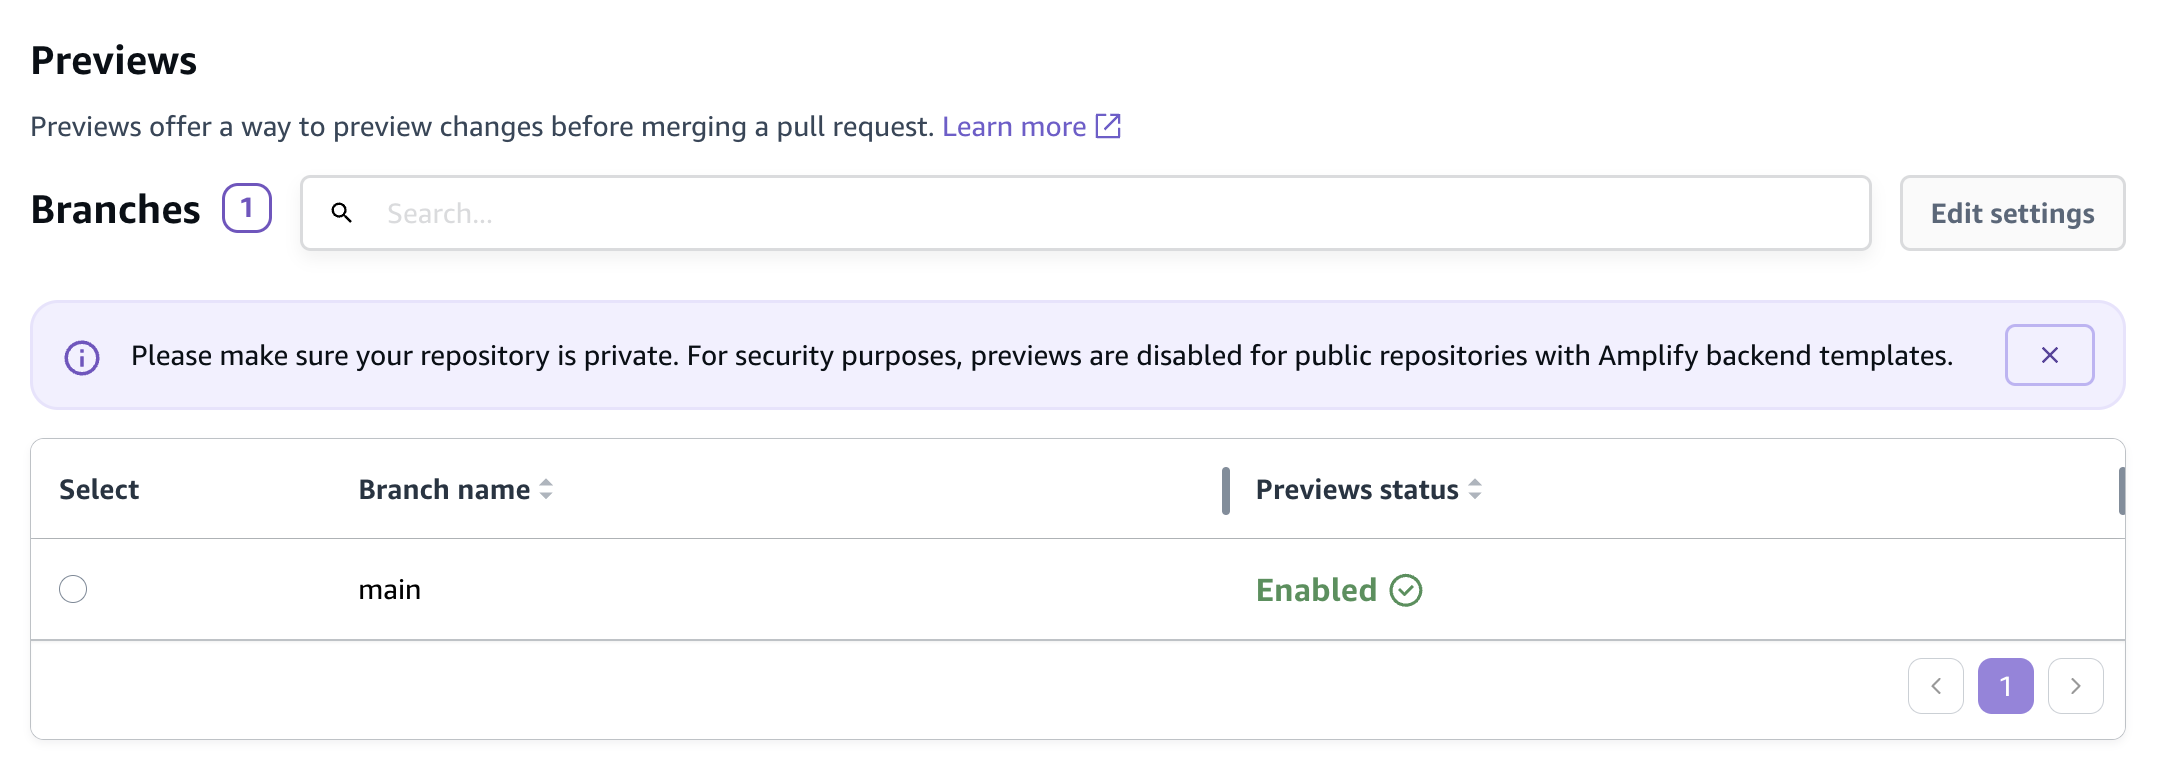 Previews
Previews offer a way to preview changes before merging a pull request. Learn more
Branches 1 Search... Edit settings
Please make sure your repository is private. For security purposes, previews are disabled for public repositories with Amplify backend templates.
Select Branch name Previews status
main Enabled
1